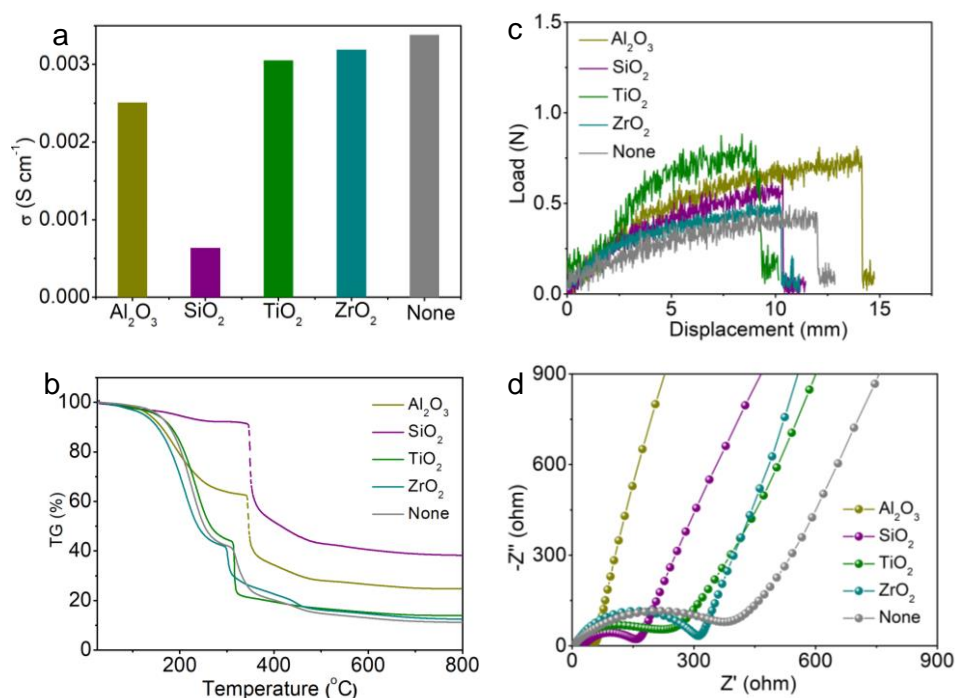 a
σ (S cm⁻¹)
0.003
0.002
0.001
0.000
Al₂O₃ SiO₂ TiO₂ ZrO₂ None
c
Load (N)
1.5
1.0
0.5
0.0
Al₂O₃
SiO₂
TiO₂
ZrO₂
None
0 5 10 15
Displacement (mm)
b
TG (%)
100
80
60
40
20
0
Al₂O₃
SiO₂
TiO₂
ZrO₂
None
200 400 600 800
Temperature (°C)
d
-Z'' (ohm)
900
600
300
0
Al₂O₃
SiO₂
TiO₂
ZrO₂
None
0 300 600 900
Z' (ohm)